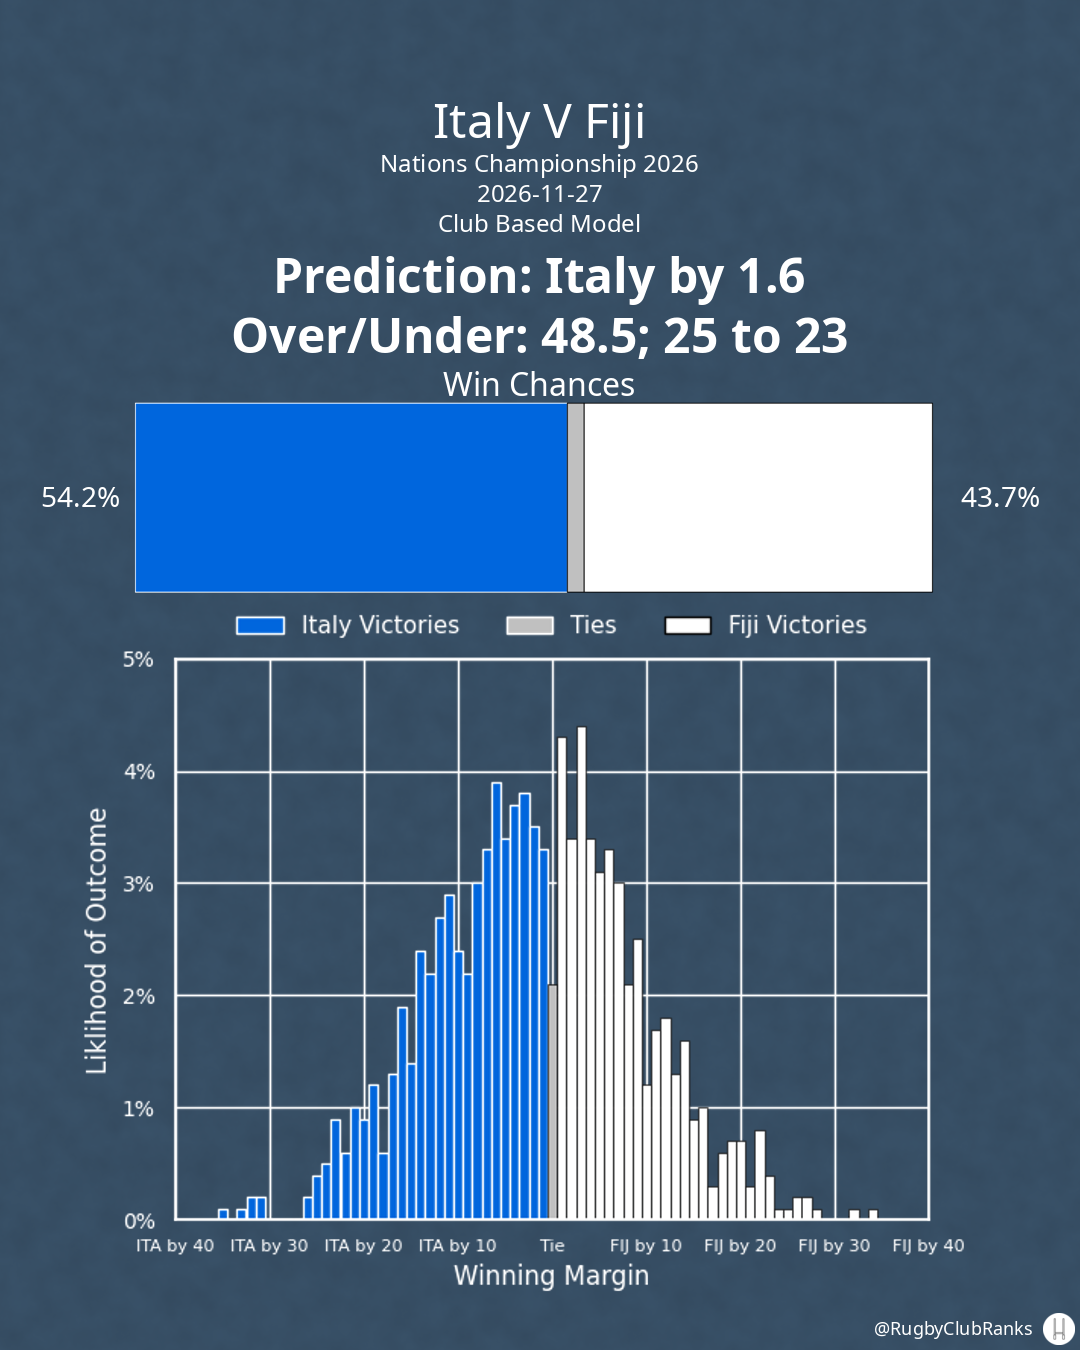 Italy V Fiji
Nations Championship 2026
2026-11-27
Club Based Model
Prediction: Italy by 1.6
Over/Under: 48.5; 25 to 23
Win Chances
54.2%
43.7%
Italy Victories
Ties
Fiji Victories
5%
4%
3%
2%
1%
0%
Liklihood of Outcome
ITA by 40
ITA by 30
ITA by 20
ITA by 10
Tie
FIJ by 10
FIJ by 20
FIJ by 30
FIJ by 40
Winning Margin
@RugbyClubRanks